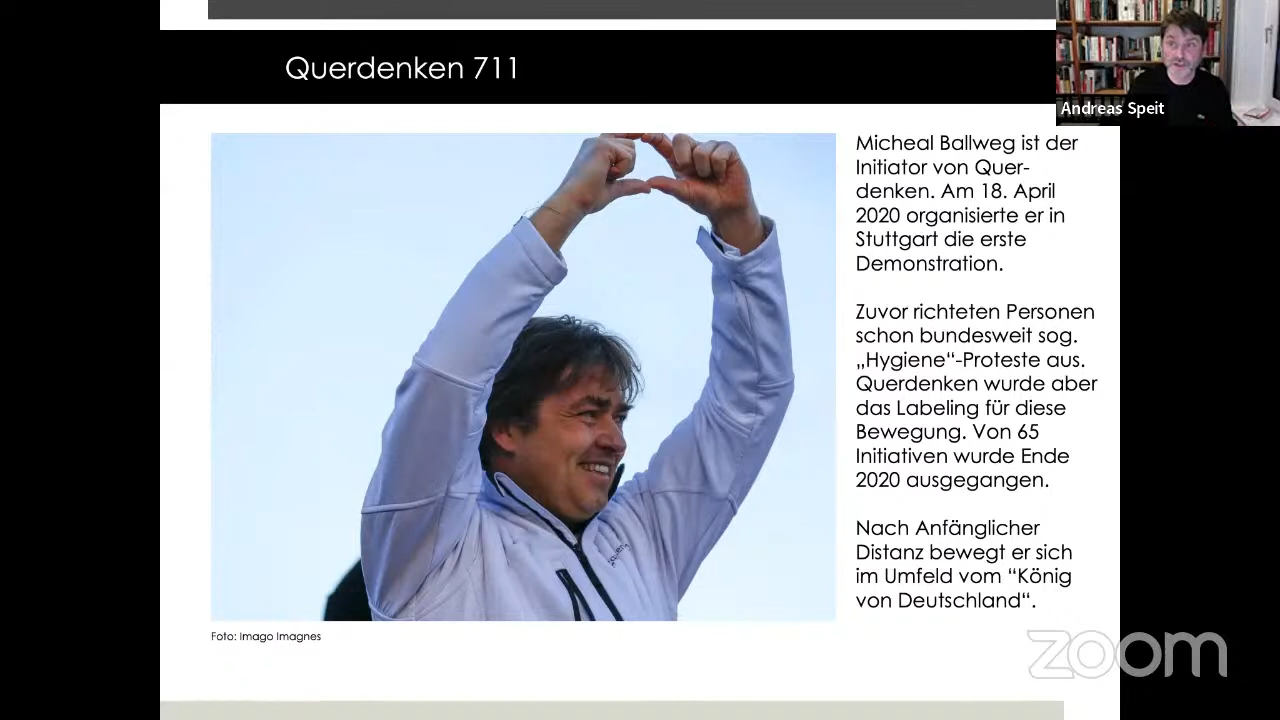 Querdenken 711
Andreas Speit
Micheal Ballweg ist der
Initiator von Quer-
denken. Am 18. April
2020 organisierte er in
Stuttgart die erste
Demonstration.
Zuvor richteten Personen
schon bundesweit sog.
„Hygiene“-Proteste aus.
Querdenken wurde aber
das Labeling für diese
Bewegung. Von 65
Initiativen wurde Ende
2020 ausgegangen.
Nach Anfänglicher
Distanz bewegt er sich
im Umfeld vom “König
von Deutschland“.
Foto: Imago Imagnes
zoom